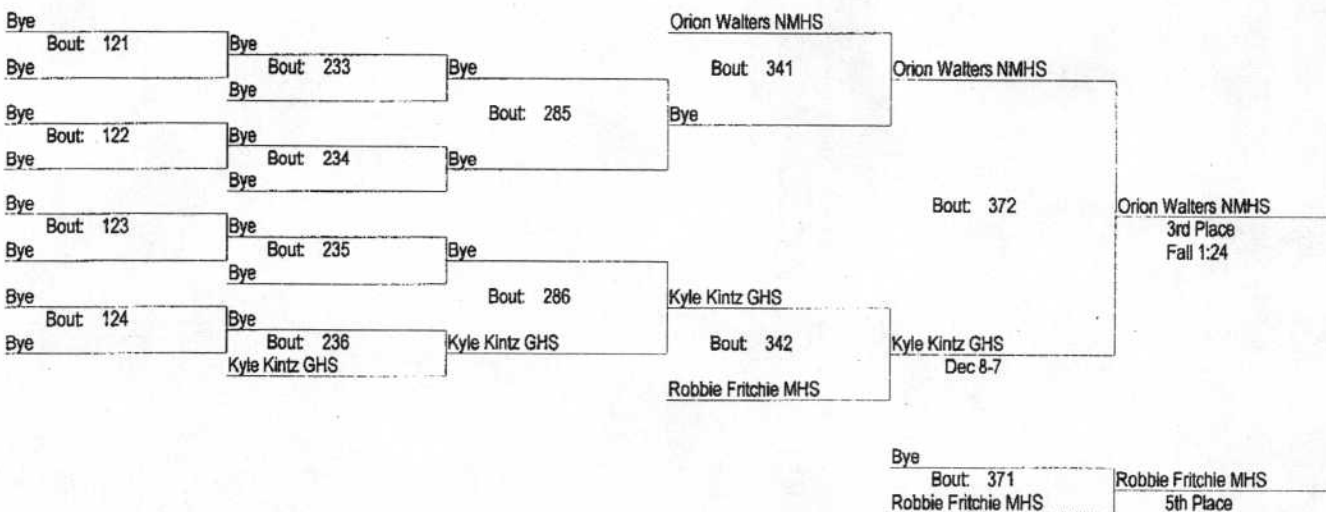 Bye
Bout: 121
Bye
Bye
Bout: 122
Bye
Bye
Bout: 123
Bye
Bye
Bout: 124
Bye
Bye
Bout: 233
Bye
Bye
Bout: 234
Bye
Bye
Bout: 235
Bye
Bye
Bout: 236
Kyle Kintz GHS
Bye
Bout: 285
Bye
Bye
Bout: 286
Kyle Kintz GHS
Orion Walters NMHS
Bout: 341
Bye
Kyle Kintz GHS
Bout: 342
Robbie Fritchie MHS
Orion Walters NMHS
Bout: 372
Kyle Kintz GHS
Dec 8-7
Orion Walters NMHS
3rd Place
Fall 1:24
Bye
Bout: 371
Robbie Fritchie MHS
Robbie Fritchie MHS
5th Place